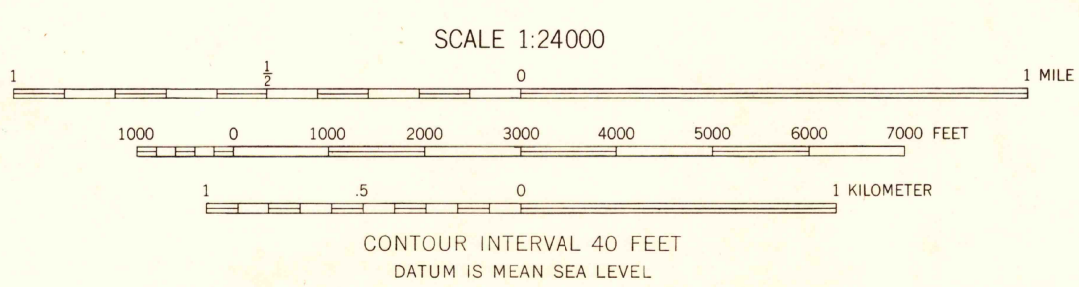 SCALE 1:24000
1 ½ 0 1 MILE
1000 0 1000 2000 3000 4000 5000 6000 7000 FEET
1 .5 0 1 KILOMETER
CONTOUR INTERVAL 40 FEET
DATUM IS MEAN SEA LEVEL